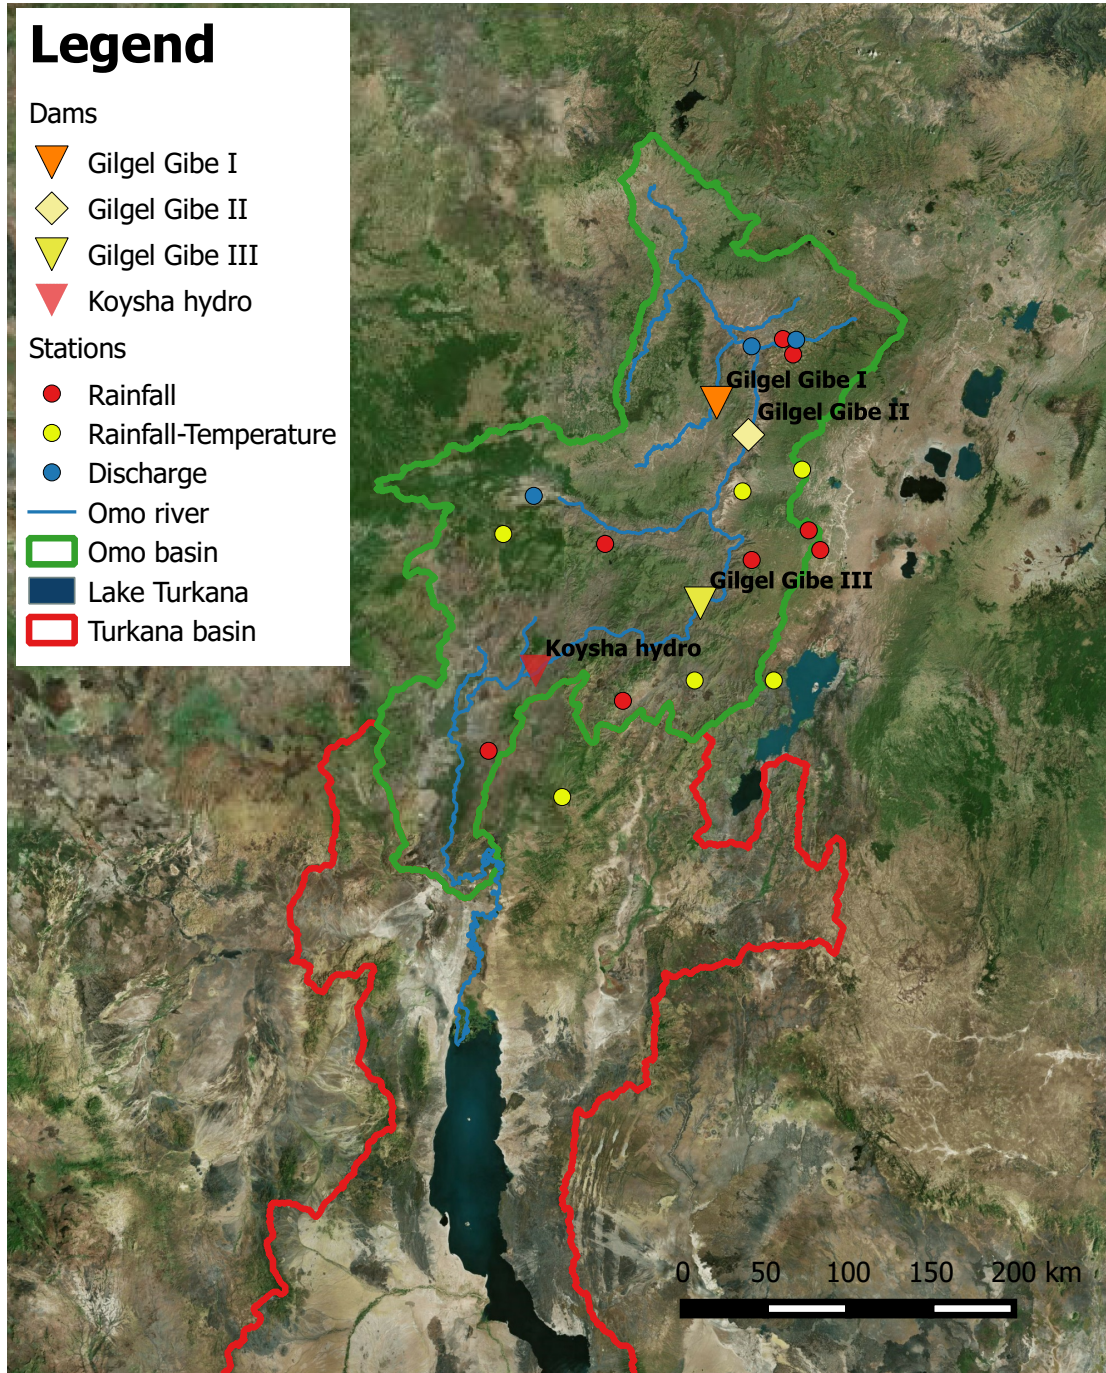 Legend
Dams
Gilgel Gibe I
Gilgel Gibe II
Gilgel Gibe III
Koysha hydro
Stations
Rainfall
Rainfall-Temperature
Discharge
Omo river
Omo basin
Lake Turkana
Turkana basin
Gilgel Gibe I
Gilgel Gibe II
Gilgel Gibe III
Koysha hydro
0 50 100 150 200 km